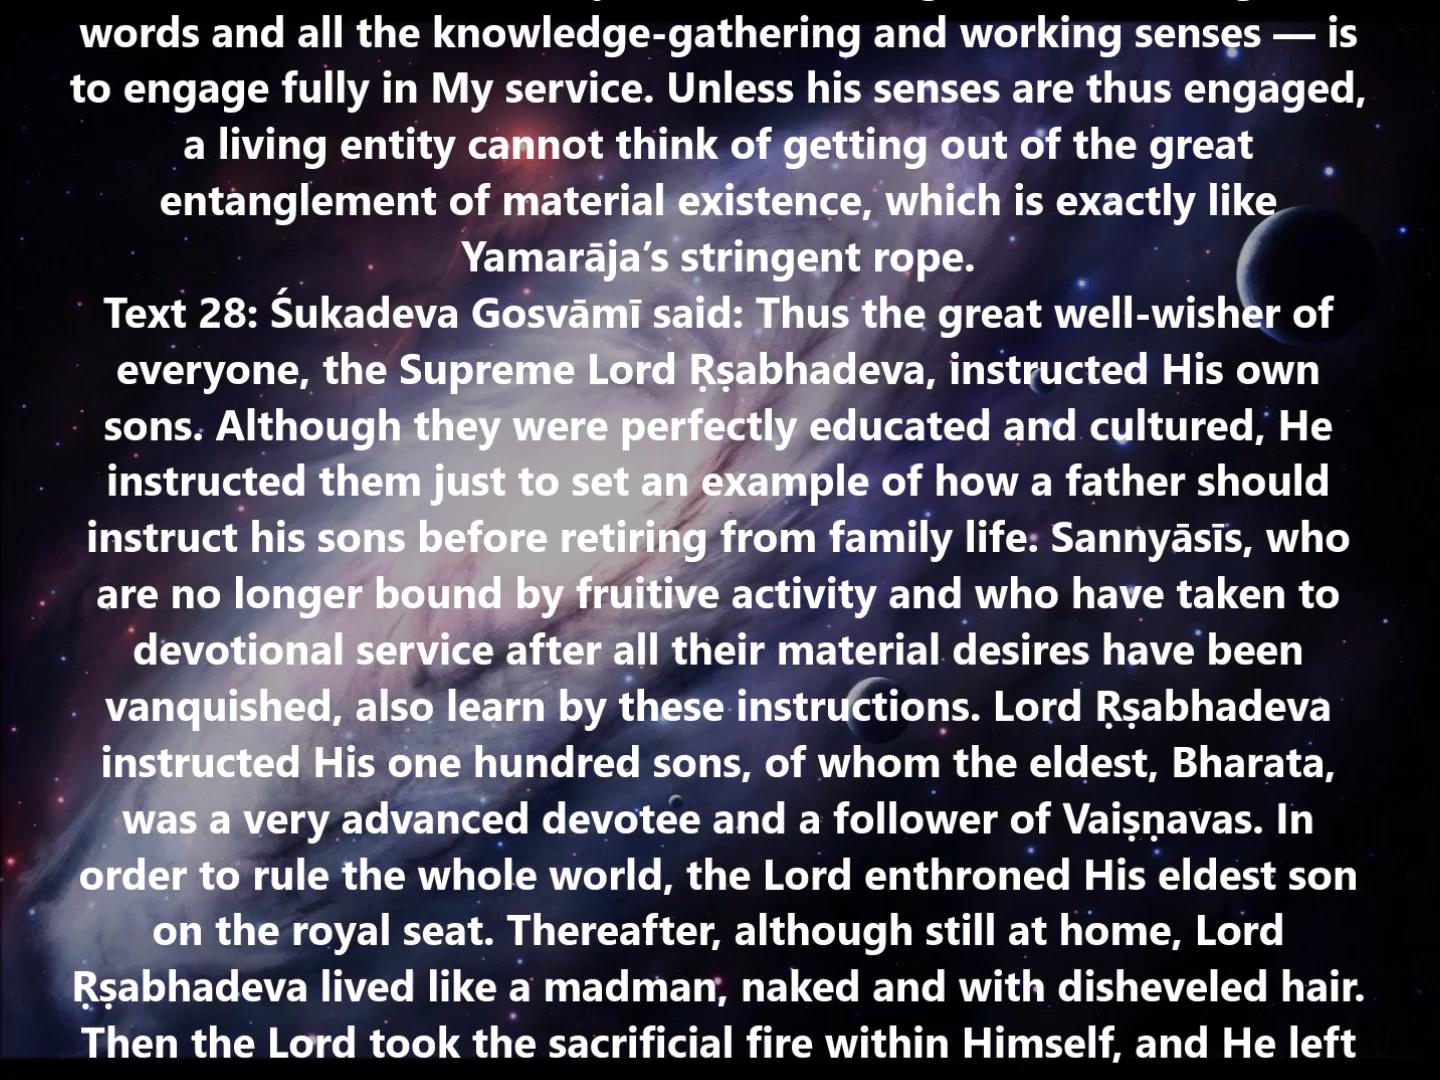 words and all the knowledge-gathering and working senses — is
to engage fully in My service. Unless his senses are thus engaged,
a living entity cannot think of getting out of the great
entanglement of material existence, which is exactly like
Yamarāja’s stringent rope.
Text 28: Śukadeva Gosvāmī said: Thus the great well-wisher of
everyone, the Supreme Lord Ṛṣabhadeva, instructed His own
sons. Although they were perfectly educated and cultured, He
instructed them just to set an example of how a father should
instruct his sons before retiring from family life. Sannyāsīs, who
are no longer bound by fruitive activity and who have taken to
devotional service after all their material desires have been
vanquished, also learn by these instructions. Lord Ṛṣabhadeva
instructed His one hundred sons, of whom the eldest, Bharata,
was a very advanced devotee and a follower of Vaiṣṇavas. In
order to rule the whole world, the Lord enthroned His eldest son
on the royal seat. Thereafter, although still at home, Lord
Ṛṣabhadeva lived like a madman, naked and with disheveled hair.
Then the Lord took the sacrificial fire within Himself, and He left